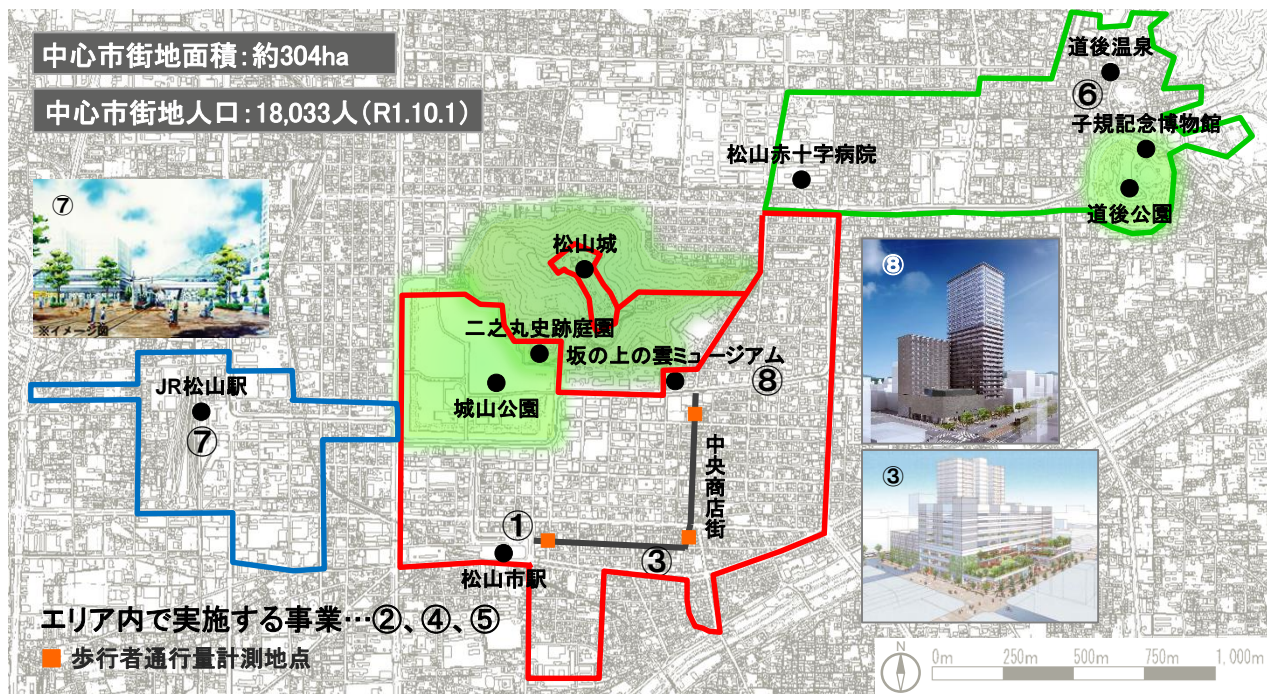 中心市街地面積：約304ha
中心市街地人口：18,033人（R1.10.1）
道後温泉
⑥
子規記念博物館
松山赤十字病院
道後公園
⑦
※イメージ図
松山城
⑧
二之丸史跡庭園
坂の上の雲ミュージアム
⑧
JR松山駅
城山公園
⑦
中央商店街
③
①
③
松山市駅
エリア内で実施する事業…②、④、⑤
歩行者通行量計測地点
N
0m 250m 500m 750m 1,000m